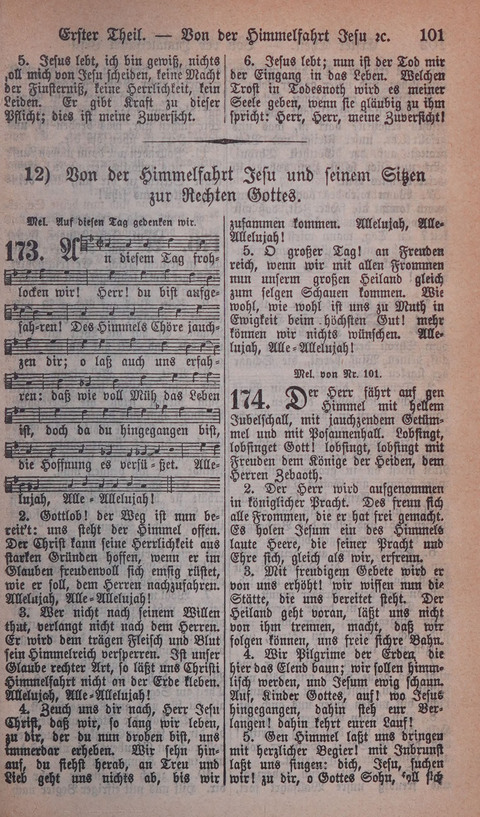 Erster Theil. — Von der Himmelfahrt Jesu ꝛc. 101
5. Jesus lebt, ich bin gewiß, nichts
soll mich von Jesu scheiden, keine Macht
der Finsterniß, keine Herrlichkeit, kein
Leiden. Er gibt Kraft zu dieser
Pflicht; dies ist meine Zuversicht.
6. Jesus lebt; nun ist der Tod mir
der Eingang in das Leben. Welchen
Trost in Todesnoth wird es meiner
Seele geben, wenn sie gläubig zu ihm
spricht: Herr, Herr, meine Zuversicht!
12) Von der Himmelfahrt Jesu und seinem Sitzen
zur Rechten Gottes.
Mel. Auf diesen Tag gedenken wir.
173. An diesem Tag froh-
locken wir! Herr! du bist aufge-
fah-ren! Des Himmels Chöre jauch-
zen dir; o laß auch uns erfah-
ren: daß wie voll Müh das Leben
ist, doch da du hingegangen bist,
die Hoffnung es versü-ßet. Alle-
lujah, Alle-Allelujah!
2. Gottlob! der Weg ist nun be-
reit't: uns steht der Himmel offen.
Der Christ kann seine Herrlichkeit aus
starken Gründen hoffen, wenn er im
Glauben freudenvoll sich emsig rüstet,
wie er soll, dem Herren nachzufahren.
Allelujah, Alle-Allelujah!
3. Wer nicht nach seinem Willen
thut, verlangt nicht nach dem Herren.
Er wird dem trägen Fleisch und Blut
sein Himmelreich versperren. Ist unser
Glaube rechter Art, so läßt uns Christi
Himmelfahrt nicht an der Erde kleben.
Allelujah, Alle-Allelujah!
4. Zeuch uns dir nach, Herr Jesu
Christ, daß wir, so lang wir leben,
zu dir, der du nun droben bist, uns
immerdar erheben. Wir sehn hin-
auf, du siehst herab, an Treu und
Lieb geht uns nichts ab, bis wir
zusammen kommen. Allelujah, Alle-
Allelujah!
5. O großer Tag! an Freuden
reich, wenn wir mit allen Frommen
nun unserm großen Heiland gleich
zum selgen Schauen kommen. Wie
wohl, wie wohl ist uns zu Muth in
Ewigkeit beim höchsten Gut! mehr
können wir nichts wünschen. Alle-
lujah, Alle-Allelujah!
Mel. von Nr. 101.
174. Der Herr fährt auf gen
Himmel mit hellem
Jubelschall, mit jauchzendem Getüm-
mel und mit Posaunenhall. Lobsingt,
lobsinget Gott! lobsingt, lobsingt mit
Freuden dem Könige der Heiden, dem
Herren Zebaoth.
2. Der Herr wird aufgenommen
in königlicher Pracht. Des freun sich
alle Frommen, die er hat frei gemacht.
Es holen Jesum ein des Himmels
laute Heere, die seiner Pracht und
Ehre sich, gleich als wir, erfreun.
3. Mit freudigem Gebete wird er
von uns erhöht! wir wissen nun die
Stätte, die uns bereitet steht. Der
Heiland geht voran, läßt uns nicht
von ihm trennen, macht, daß wir
folgen können, uns freie sichre Bahn.
4. Wir Pilgrime der Erden, die
hier das Elend baun; wir sollen himm-
lisch werden, und Jesum ewig schaun.
Auf, Kinder Gottes, auf! wo Jesus
hingegangen, dahin steh eur Ver-
langen! dahin kehrt euren Lauf!
5. Gen Himmel laßt uns dringen
mit herzlicher Begier! mit Inbrunst
laßt uns singen: dich, Jesu, suchen
wir! zu dir, o Gottes Sohn, soll sich